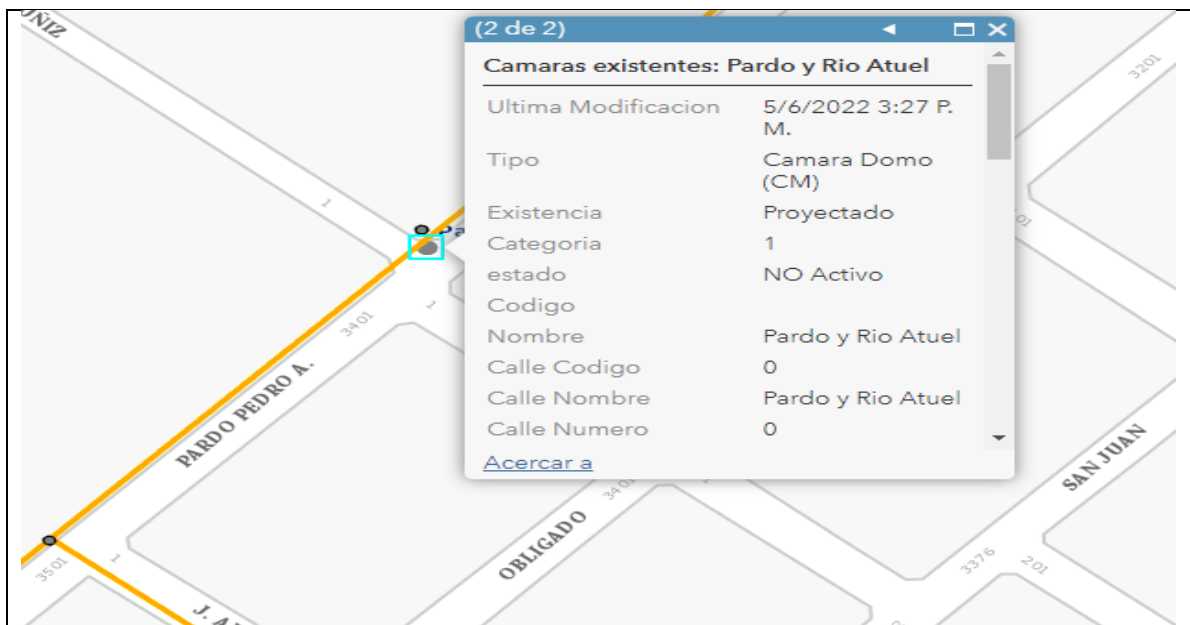 (2 de 2)
Camaras existentes: Pardo y Rio Atuel
Ultima Modificacion 5/6/2022 3:27 P.
M.
Tipo Camara Domo
(CM)
Existencia Proyectado
Categoria 1
estado NO Activo
Codigo
Nombre Pardo y Rio Atuel
Calle Codigo 0
Calle Nombre Pardo y Rio Atuel
Calle Numero 0
Acercar a
3201
1
1
3401
PARDO PEDRO A.
3401
OBLIGADO
SAN JUAN
3376
201
3501
1